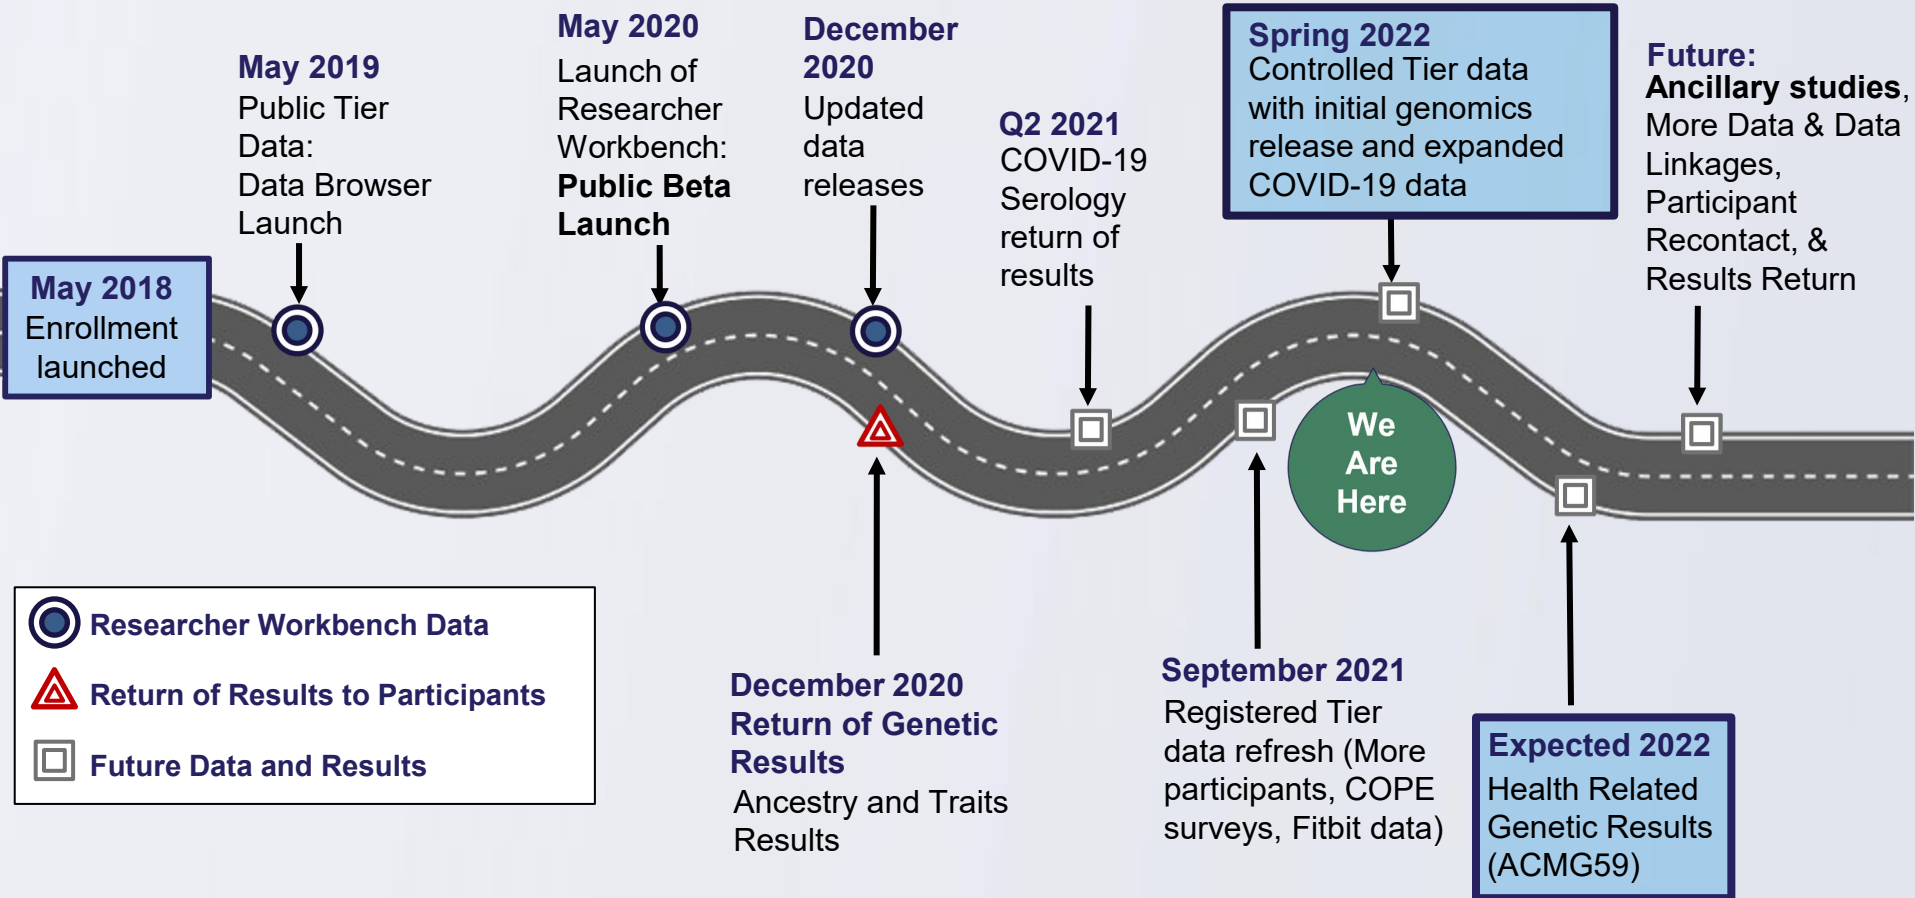 May 2018
Enrollment
launched
May 2019
Public Tier
Data:
Data Browser
Launch
May 2020
Launch of
Researcher
Workbench:
Public Beta
Launch
December
2020
Updated
data
releases
Q2 2021
COVID-19
Serology
return of
results
Spring 2022
Controlled Tier data
with initial genomics
release and expanded
COVID-19 data
Future:
Ancillary studies,
More Data & Data
Linkages,
Participant
Recontact, &
Results Return
We
Are
Here
Researcher Workbench Data
Return of Results to Participants
Future Data and Results
December 2020
Return of Genetic
Results
Ancestry and Traits
Results
September 2021
Registered Tier
data refresh (More
participants, COPE
surveys, Fitbit data)
Expected 2022
Health Related
Genetic Results
(ACMG59)